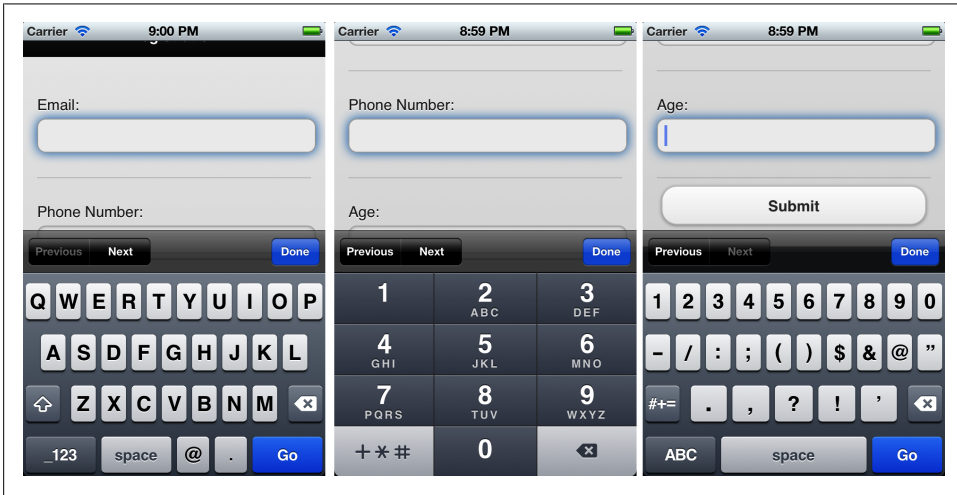 Carrier 9:00 PM
Email:
Phone Number:
Previous Next Done
Q W E R T Y U I O P
A S D F G H J K L
Z X C V B N M
_123 space @ . Go
Carrier 8:59 PM
Phone Number:
Age:
Previous Next Done
1 2 3
ABC DEF
4 5 6
GHI JKL MNO
7 8 9
PQRS TUV WXYZ
+*# 0
Carrier 8:59 PM
Age:
Submit
Previous Next Done
1 2 3 4 5 6 7 8 9 0
- / : ; ( ) $ & @ ”
#+= . , ? ! ’
ABC space Go